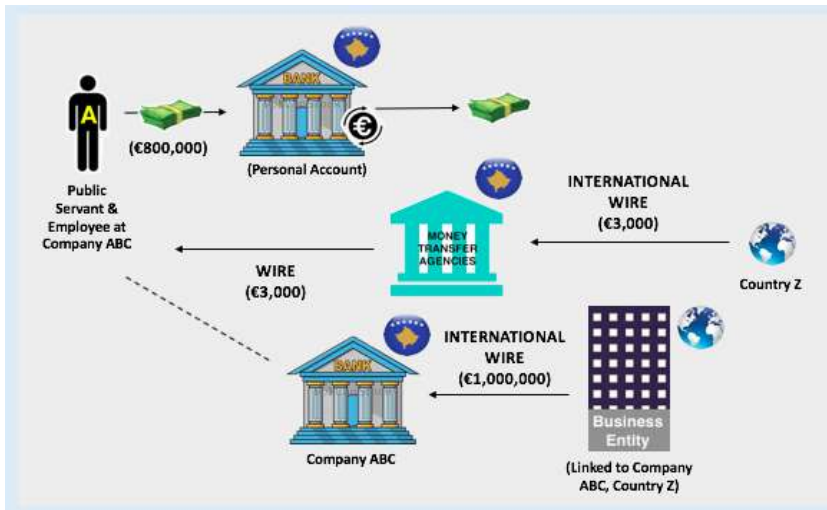 BANK
A
(€800,000)
€
(Personal Account)
Public
Servant &
Employee at
Company ABC
INTERNATIONAL
WIRE
(€3,000)
MONEY
TRANSFER
AGENCIES
WIRE
(€3,000)
Country Z
INTERNATIONAL
WIRE
(€1,000,000)
BANK
Company ABC
Business
Entity
(Linked to Company
ABC, Country Z)